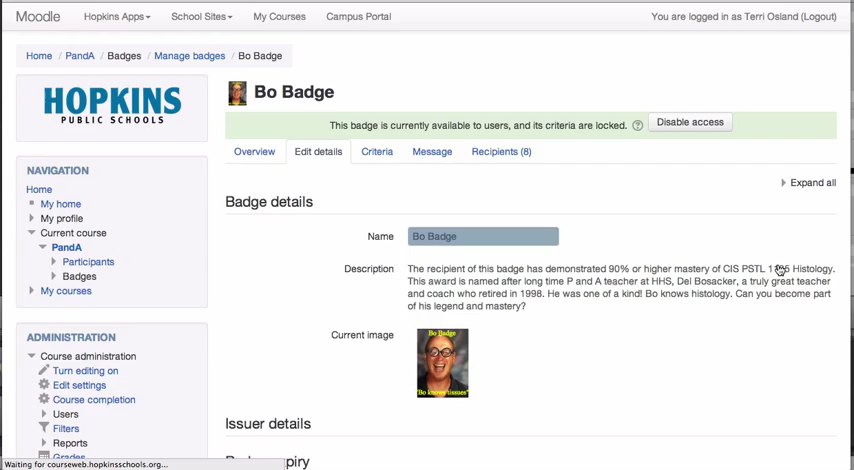 Moodle Hopkins Apps School Sites My Courses Campus Portal You are logged in as Terri Osland (Logout)
Home / PandA / Badges / Manage badges / Bo Badge
HOPKINS
PUBLIC SCHOOLS
Bo Badge
This badge is currently available to users, and its criteria are locked. Disable access
Overview Edit details Criteria Message Recipients (8)
NAVIGATION
Home
My home
My profile
Current course
PandA
Participants
Badges
My courses
ADMINISTRATION
Course administration
Turn editing on
Edit settings
Course completion
Users
Filters
Reports
Grades
Expand all
Badge details
Name Bo Badge
Description The recipient of this badge has demonstrated 90% or higher mastery of CIS PSTL Histology.
This award is named after long time P and A teacher at HHS, Del Bosacker, a truly great teacher
and coach who retired in 1998. He was one of a kind! Bo knows histology. Can you become part
of his legend and mastery?
Current image
Bo Badge
"Bo knows tissues"
Issuer details
Waiting for courseweb.hopkinsschools.org...